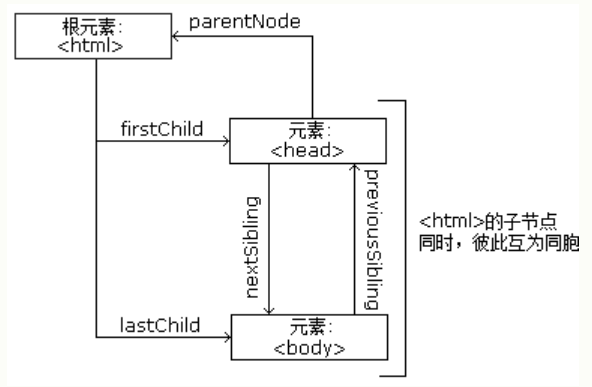 根元素:
<html>
parentNode
firstChild
元素:
<head>
nextSibling
previousSibling
<html>的子节点
同时，彼此互为同胞
lastChild
元素:
<body>